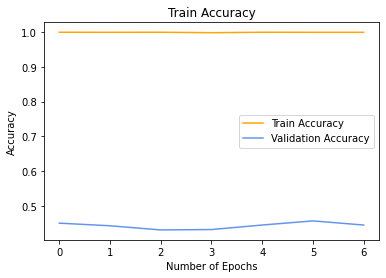 Train Accuracy
1.0
0.9
0.8
0.7
0.6
0.5
Accuracy
Train Accuracy
Validation Accuracy
0 1 2 3 4 5 6
Number of Epochs